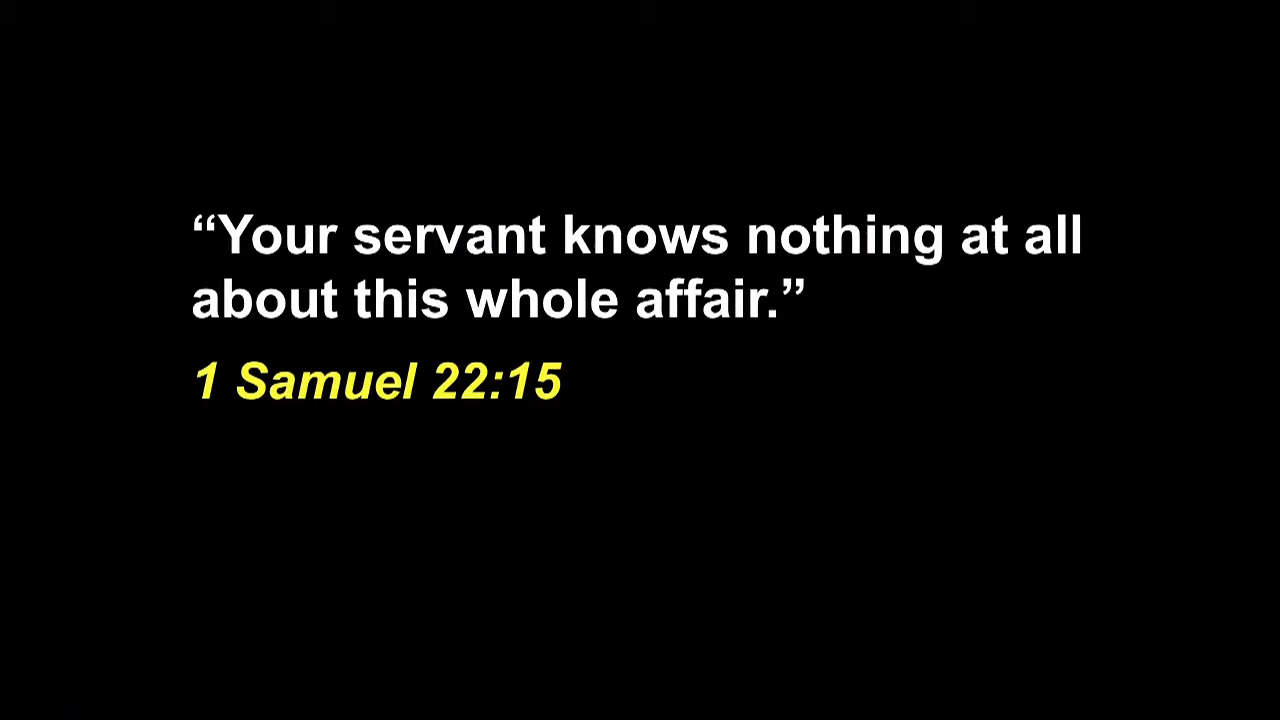 “Your servant knows nothing at all
about this whole affair.”
1 Samuel 22:15